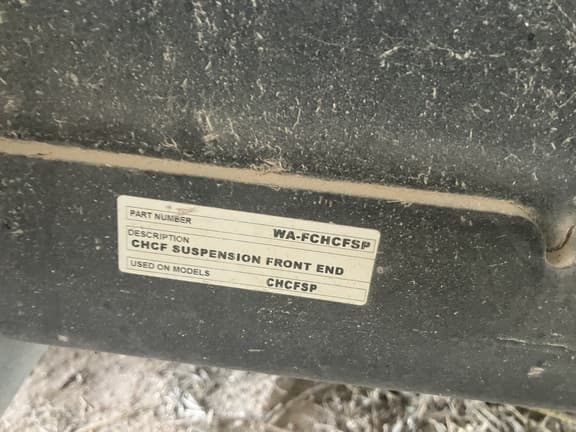 PART NUMBER WA-FCHCFSP
DESCRIPTION
CHCF SUSPENSION FRONT END
USED ON MODELS CHCFSP